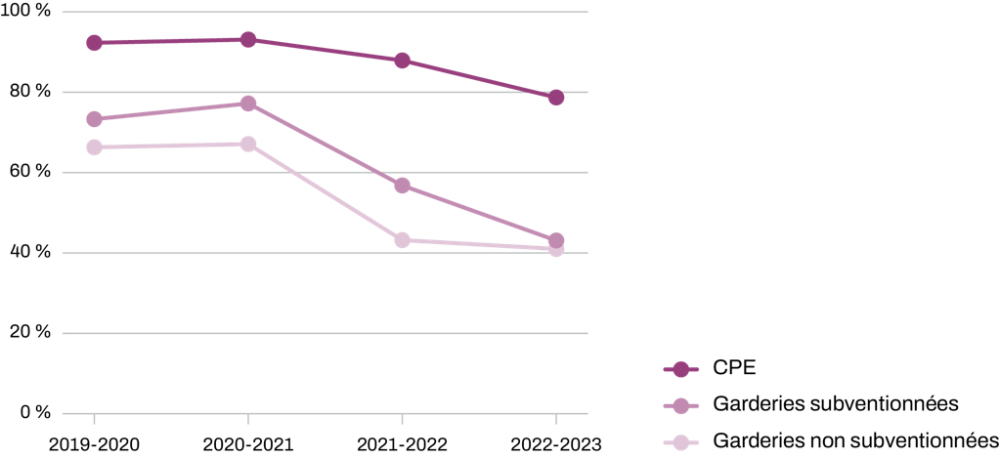 100 %
80 %
60 %
40 %
20 %
0 %
2019-2020 2020-2021 2021-2022 2022-2023
CPE
Garderies subventionnées
Garderies non subventionnées